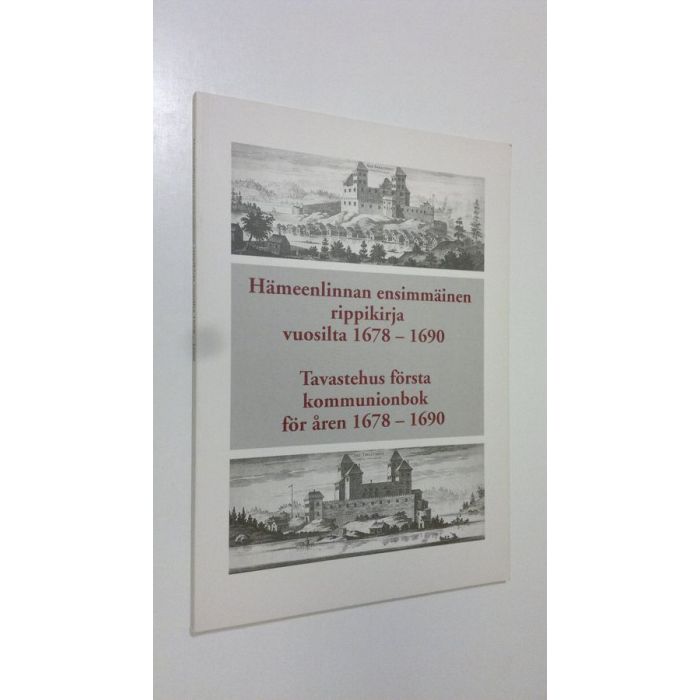 Hämeenlinnan ensimmäinen
rippikirja
vuosilta 1678 – 1690
Tavastehus första
kommunionbok
för åren 1678 – 1690